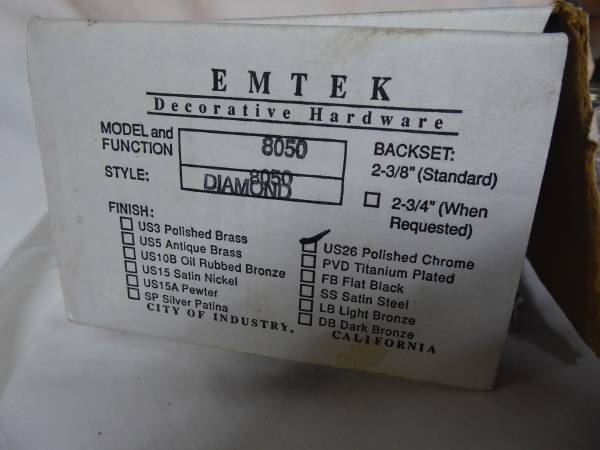 EMTEK
Decorative Hardware
MODEL and FUNCTION
8050
STYLE:
8050
DIAMOND
BACKSET:
2-3/8" (Standard)
2-3/4" (When
Requested)
FINISH:
US3 Polished Brass
US5 Antique Brass
US10B Oil Rubbed Bronze
US15 Satin Nickel
US15A Pewter
SP Silver Patina
US26 Polished Chrome
PVD Titanium Plated
FB Flat Black
SS Satin Steel
LB Light Bronze
DB Dark Bronze
CITY OF INDUSTRY, CALIFORNIA